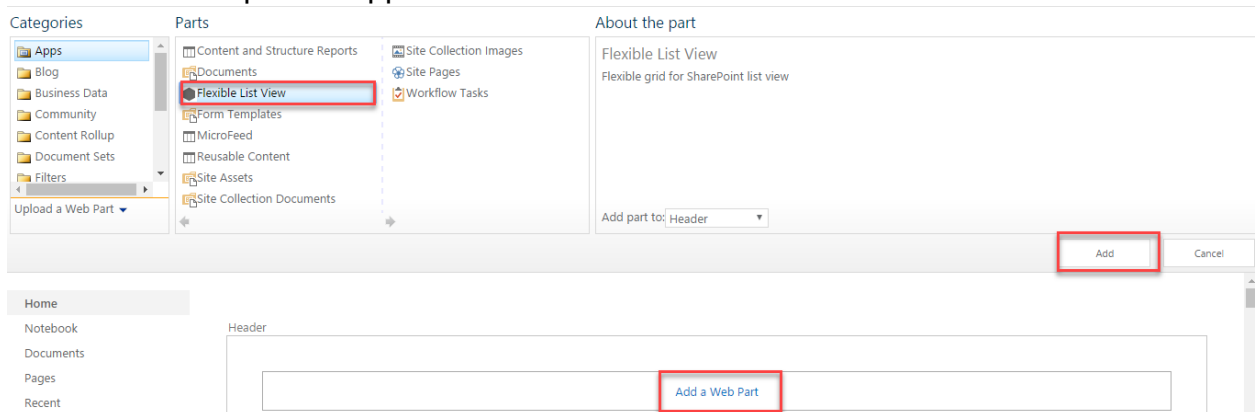 Categories
Parts
About the part
Apps
Blog
Business Data
Community
Content Rollup
Document Sets
Filters
Upload a Web Part
Content and Structure Reports
Documents
Flexible List View
Form Templates
MicroFeed
Reusable Content
Site Assets
Site Collection Documents
Site Collection Images
Site Pages
Workflow Tasks
Flexible List View
Flexible grid for SharePoint list view
Add part to: Header
Add
Cancel
Home
Notebook
Documents
Pages
Recent
Header
Add a Web Part